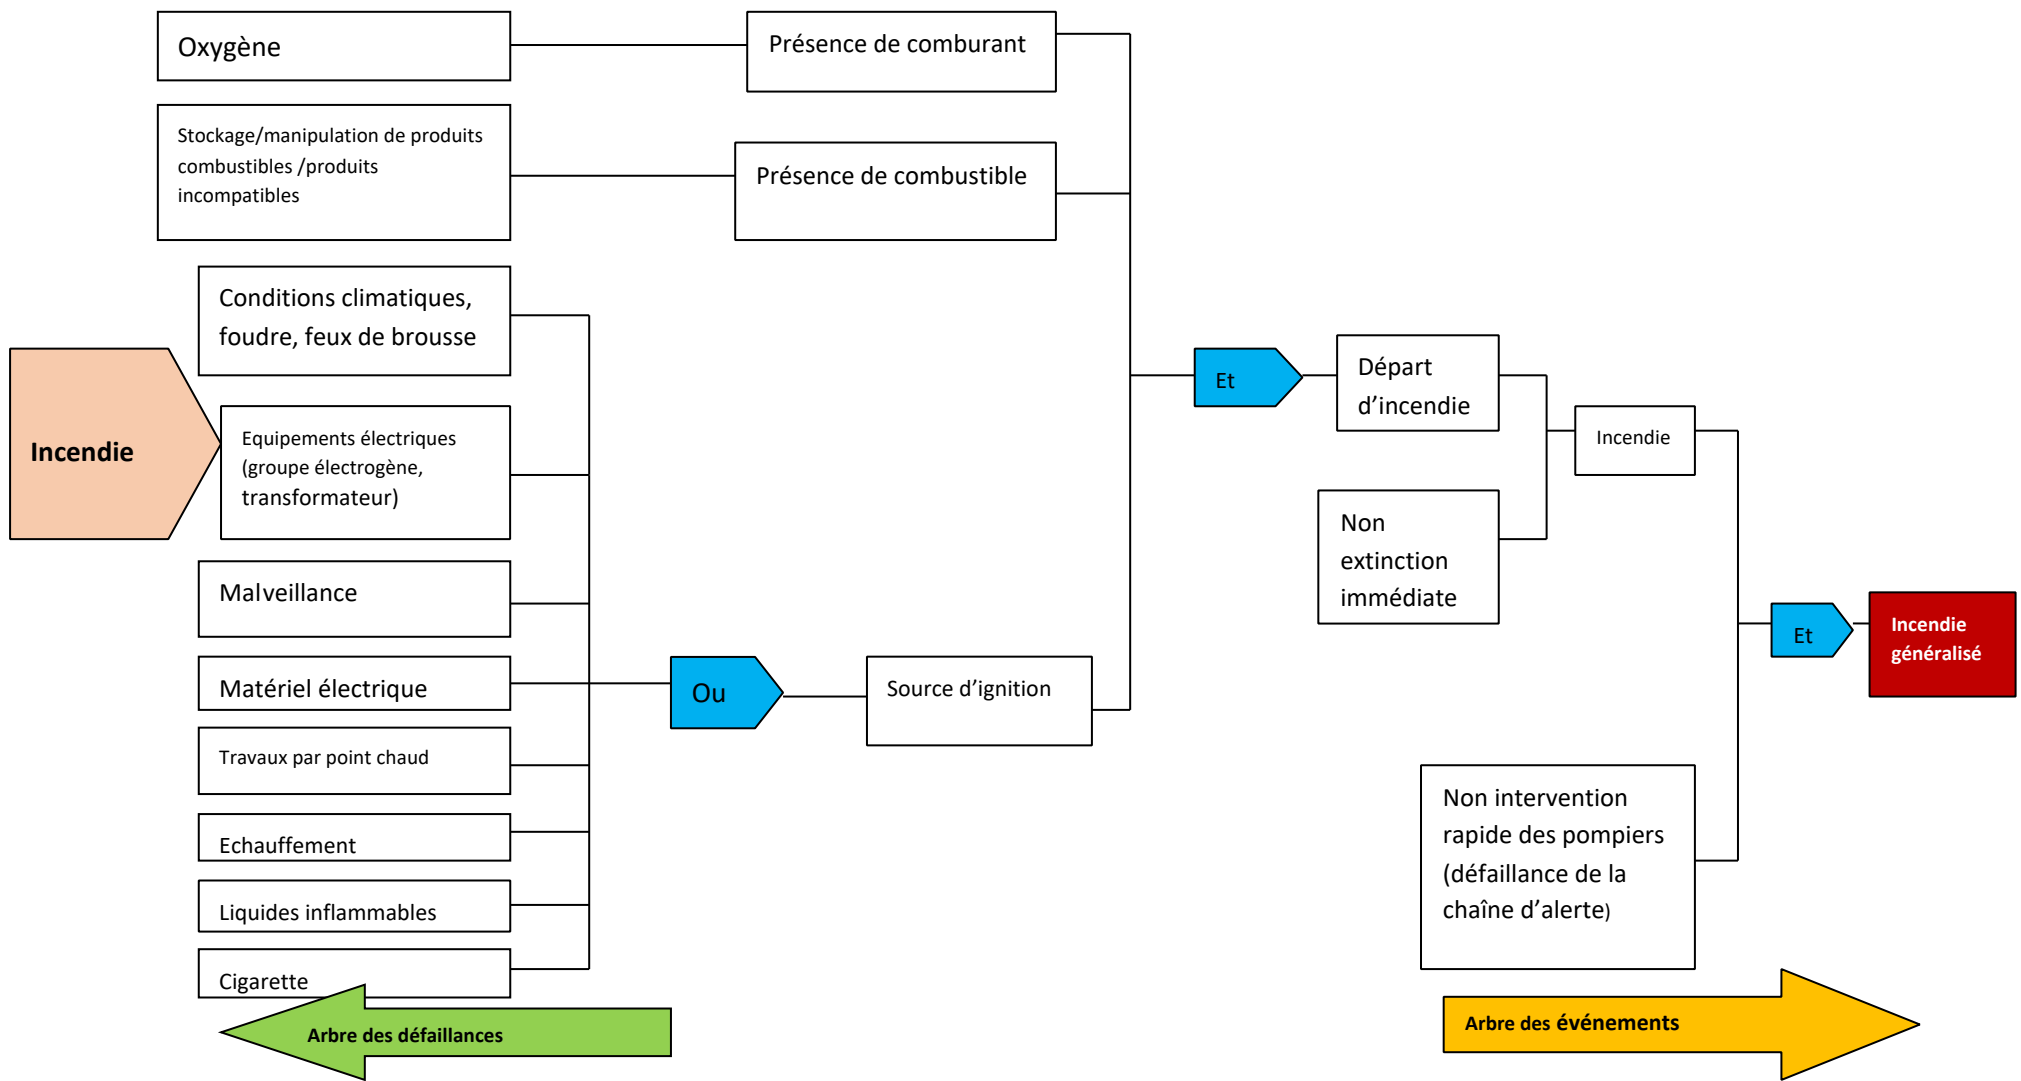 Oxygène
Présence de comburant
Stockage/manipulation de produits
combustibles /produits
incompatibles
Présence de combustible
Conditions climatiques,
foudre, feux de brousse
Incendie
Equipements électriques
(groupe électrogène,
transformateur)
Malveillance
Matériel électrique
Travaux par point chaud
Echauffement
Liquides inflammables
Cigarette
Ou
Source d’ignition
Et
Départ
d’incendie
Non
extinction
immédiate
Incendie
Et
Incendie
généralisé
Non intervention
rapide des pompiers
(défaillance de la
chaîne d’alerte)
Arbre des défaillances
Arbre des événements